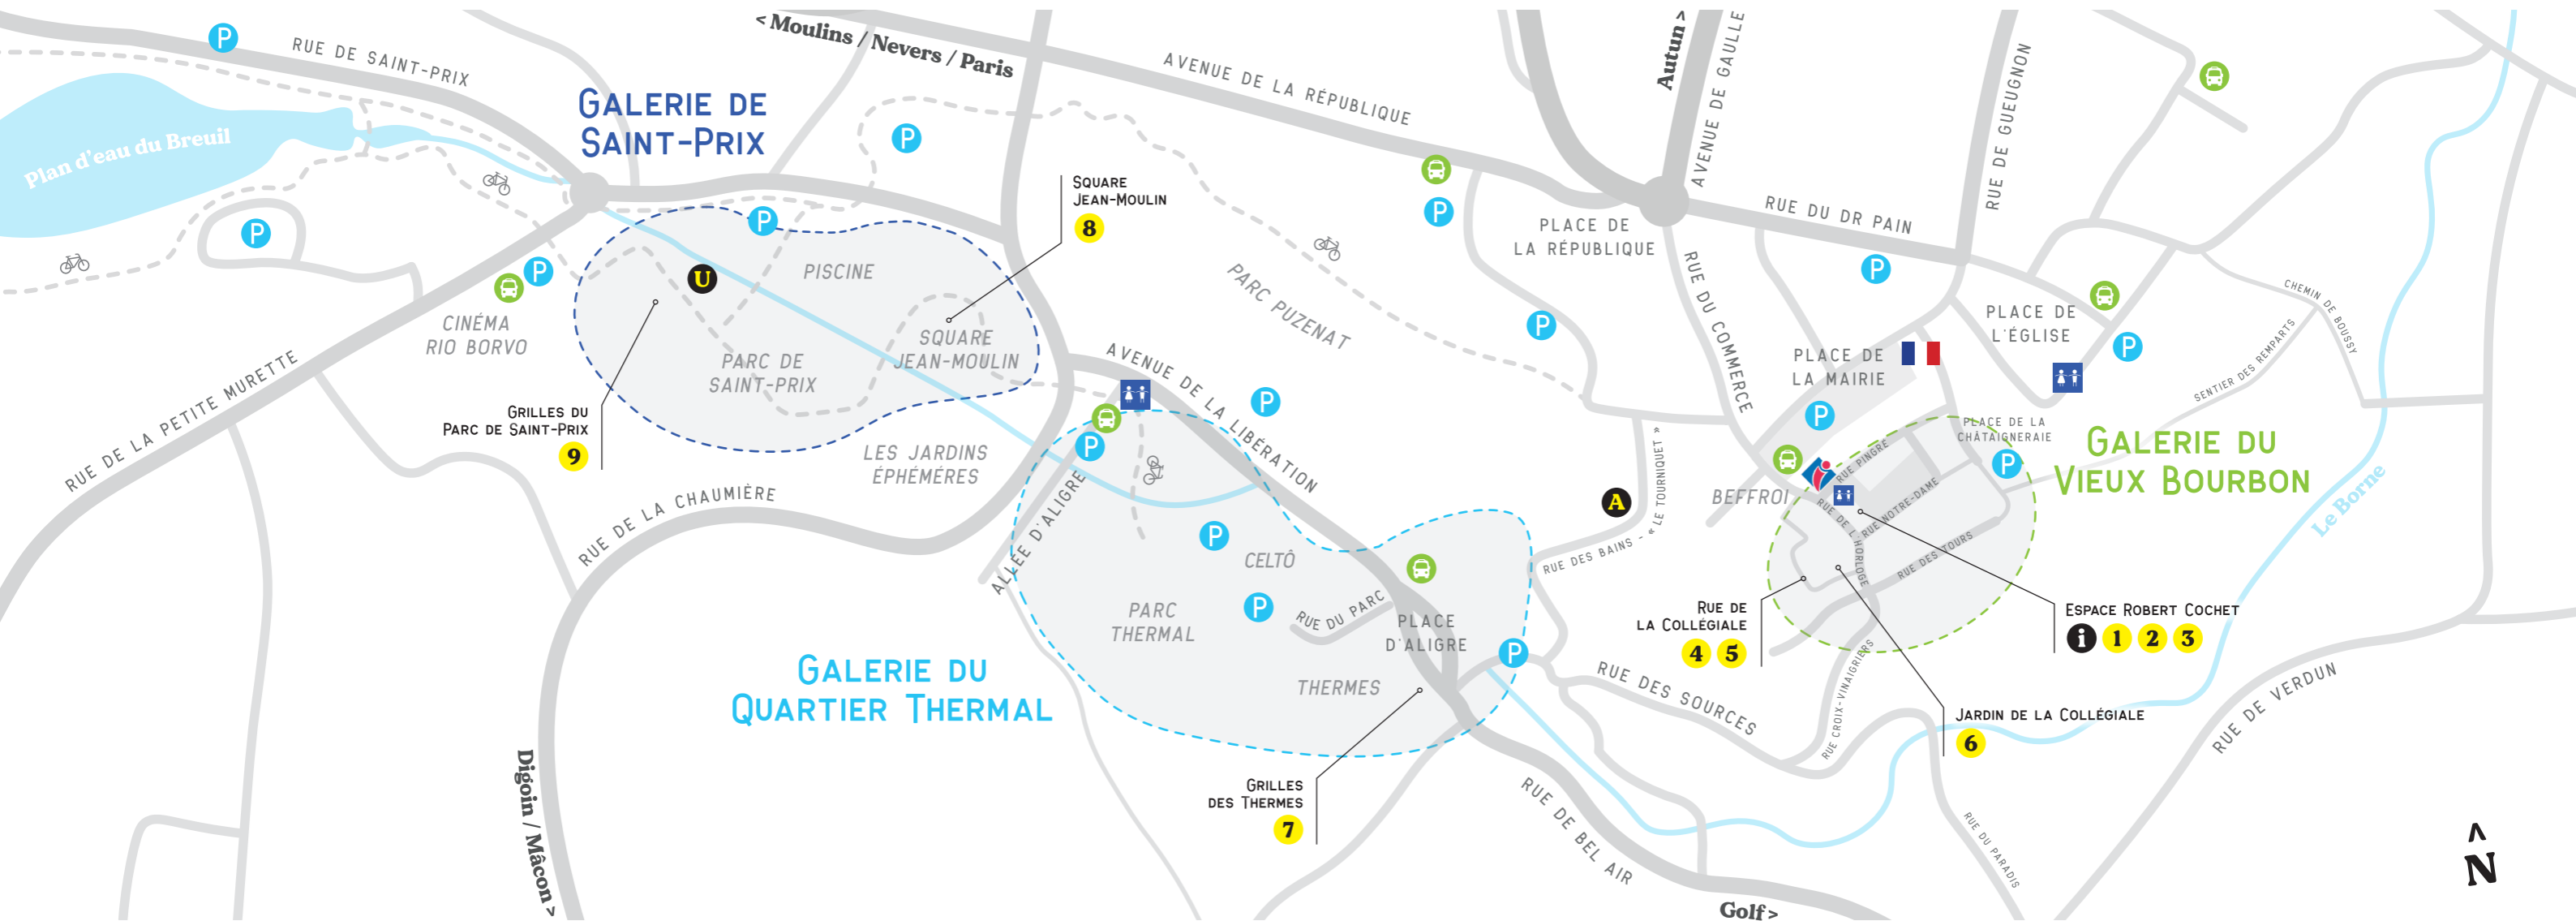 < Moulins / Nevers / Paris
Autun >
AVENUE DE GAULLE
P
RUE DE SAINT-PRIX
AVENUE DE LA RÉPUBLIQUE
RUE DE GUEUGNON
GALERIE DE
SAINT-PRIX
P
Plan d'eau du Breuil
SQUARE
JEAN-MOULIN
8
P
P
P
PLACE DE
LA RÉPUBLIQUE
RUE DU DR PAIN
P
P
U
PISCINE
PARC PUZENAT
RUE DU COMMERCE
P
CHEMIN DE BOUSSY
CINÉMA
RIO BORVO
SQUARE
JEAN-MOULIN
PARC DE
SAINT-PRIX
P
PLACE DE
L'ÉGLISE
P
PLACE DE
LA MAIRIE
SENTIER DES REMPARTS
RUE DE LA PETITE MURETTE
AVENUE DE LA LIBÉRATION
P
P
GRILLES DU
PARC DE SAINT-PRIX
9
LES JARDINS
ÉPHÉMÈRES
P
PLACE DE LA
CHÂTAIGNERAIE
P
GALERIE DU
VIEUX BOURBON
RUE PINGRÉ
RUE DE LA CHAUMIÈRE
ALLÉE D'ALIGRE
A
RUE DES BAINS - « LE TOURNIQUET »
BEFFROI
RUE NOTRE-DAME
RUE DE L'HORLOGE
RUE DES TOURS
Le Borne
P
CELTÔ
P
PARC
THERMAL
RUE DU PARC
PLACE
D'ALIGRE
P
RUE DE
LA COLLÉGIALE
4 5
ESPACE ROBERT COCHET
i 1 2 3
GALERIE DU
QUARTIER THERMAL
THERMES
RUE DES SOURCES
RUE CROIX-VINAIGRIERS
JARDIN DE LA COLLÉGIALE
6
RUE DE VERDUN
GRILLES
DES THERMES
7
Digoin / Mâcon >
RUE DE BEL AIR
RUE DU PARADIS
Golf >
N